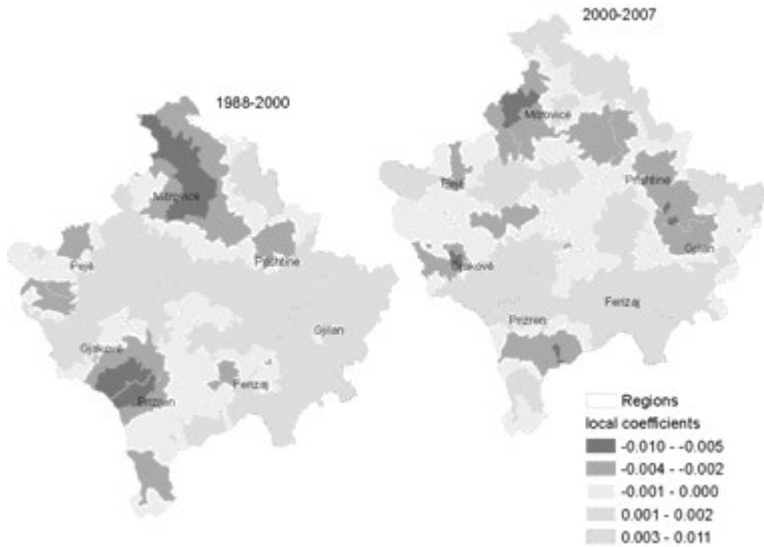 2000-2007
1988-2000
Mitrovicë
Pejë
Prishtinë
Gjakovë
Gjilan
Prizren
Ferizaj
Mitrovicë
Pejë
Prishtinë
Gjakovë
Gjilan
Prizren
Ferizaj
Regions
local coefficients
-0.010 - -0.005
-0.004 - -0.002
-0.001 - 0.000
0.001 - 0.002
0.003 - 0.011